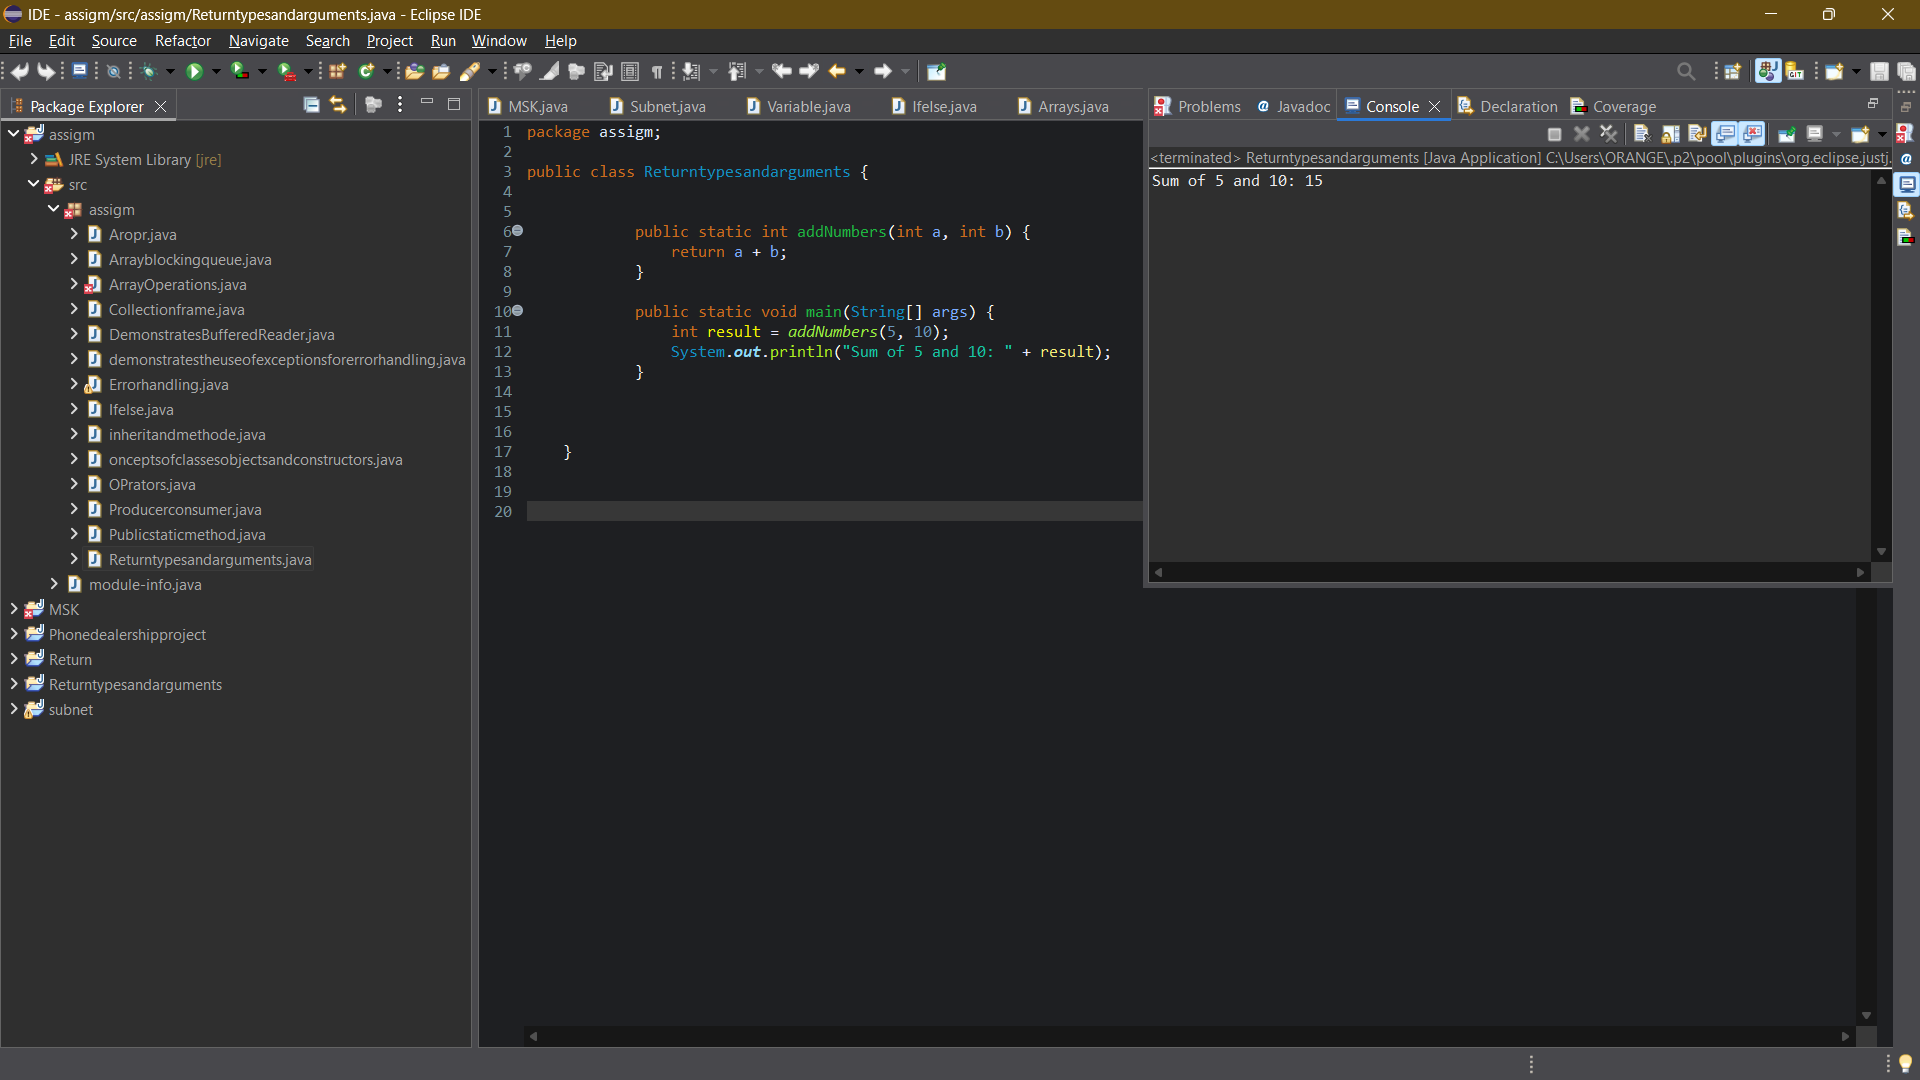 IDE - assigm/src/assigm/Returntypesandarguments.java - Eclipse IDE
File Edit Source Refactor Navigate Search Project Run Window Help
Package Explorer
assigm
JRE System Library [jre]
src
assigm
Aropr.java
Arrayblockingqueue.java
ArrayOperations.java
Collectionframe.java
DemonstratesBufferedReader.java
demonstratestheuseofexceptionsforerrorhandling.java
Errorhandling.java
Ifelse.java
inheritandmethode.java
onceptsofclassesobjectsandconstructors.java
OPrators.java
Producerconsumer.java
Publicstaticmethod.java
Returntypesandarguments.java
module-info.java
MSK
Phonedealershipproject
Return
Returntypesandarguments
subnet
MSK.java Subnet.java Variable.java Ifelse.java Arrays.java
1 package assigm;
2
3 public class Returntypesandarguments {
4
5
6 public static int addNumbers(int a, int b) {
7 return a + b;
8 }
9
10 public static void main(String[] args) {
11 int result = addNumbers(5, 10);
12 System.out.println("Sum of 5 and 10: " + result);
13 }
14
15
16
17 }
18
19
20
Problems Javadoc Console Declaration Coverage
<terminated> Returntypesandarguments [Java Application] C:\Users\ORANGE\.p2\pool\plugins\org.eclipse.justj.
Sum of 5 and 10: 15